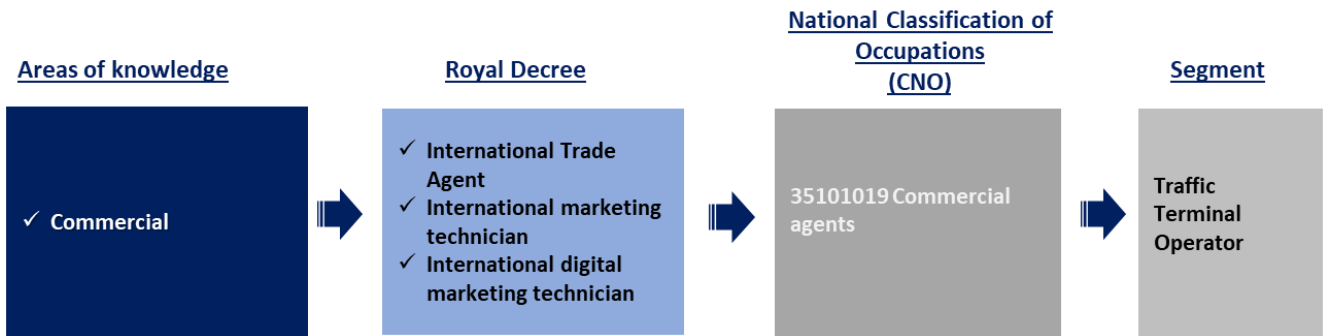 Areas of knowledge
✓ Commercial
Royal Decree
✓ International Trade
Agent
✓ International marketing
technician
✓ International digital
marketing technician
National Classification of
Occupations
(CNO)
35101019 Commercial
agents
Segment
Traffic
Terminal
Operator